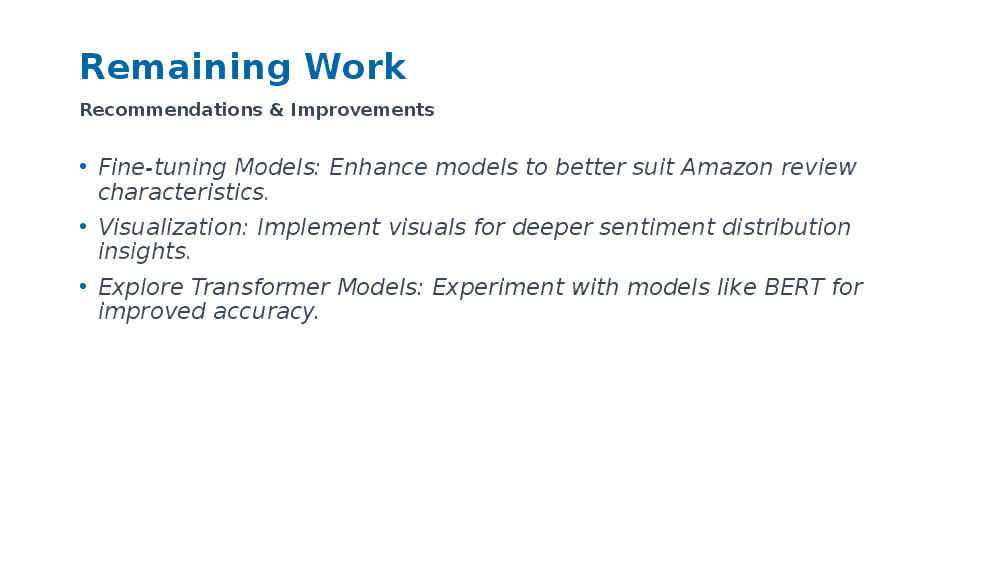 Remaining Work
Recommendations & Improvements
• Fine-tuning Models: Enhance models to better suit Amazon review
characteristics.
• Visualization: Implement visuals for deeper sentiment distribution
insights.
• Explore Transformer Models: Experiment with models like BERT for
improved accuracy.